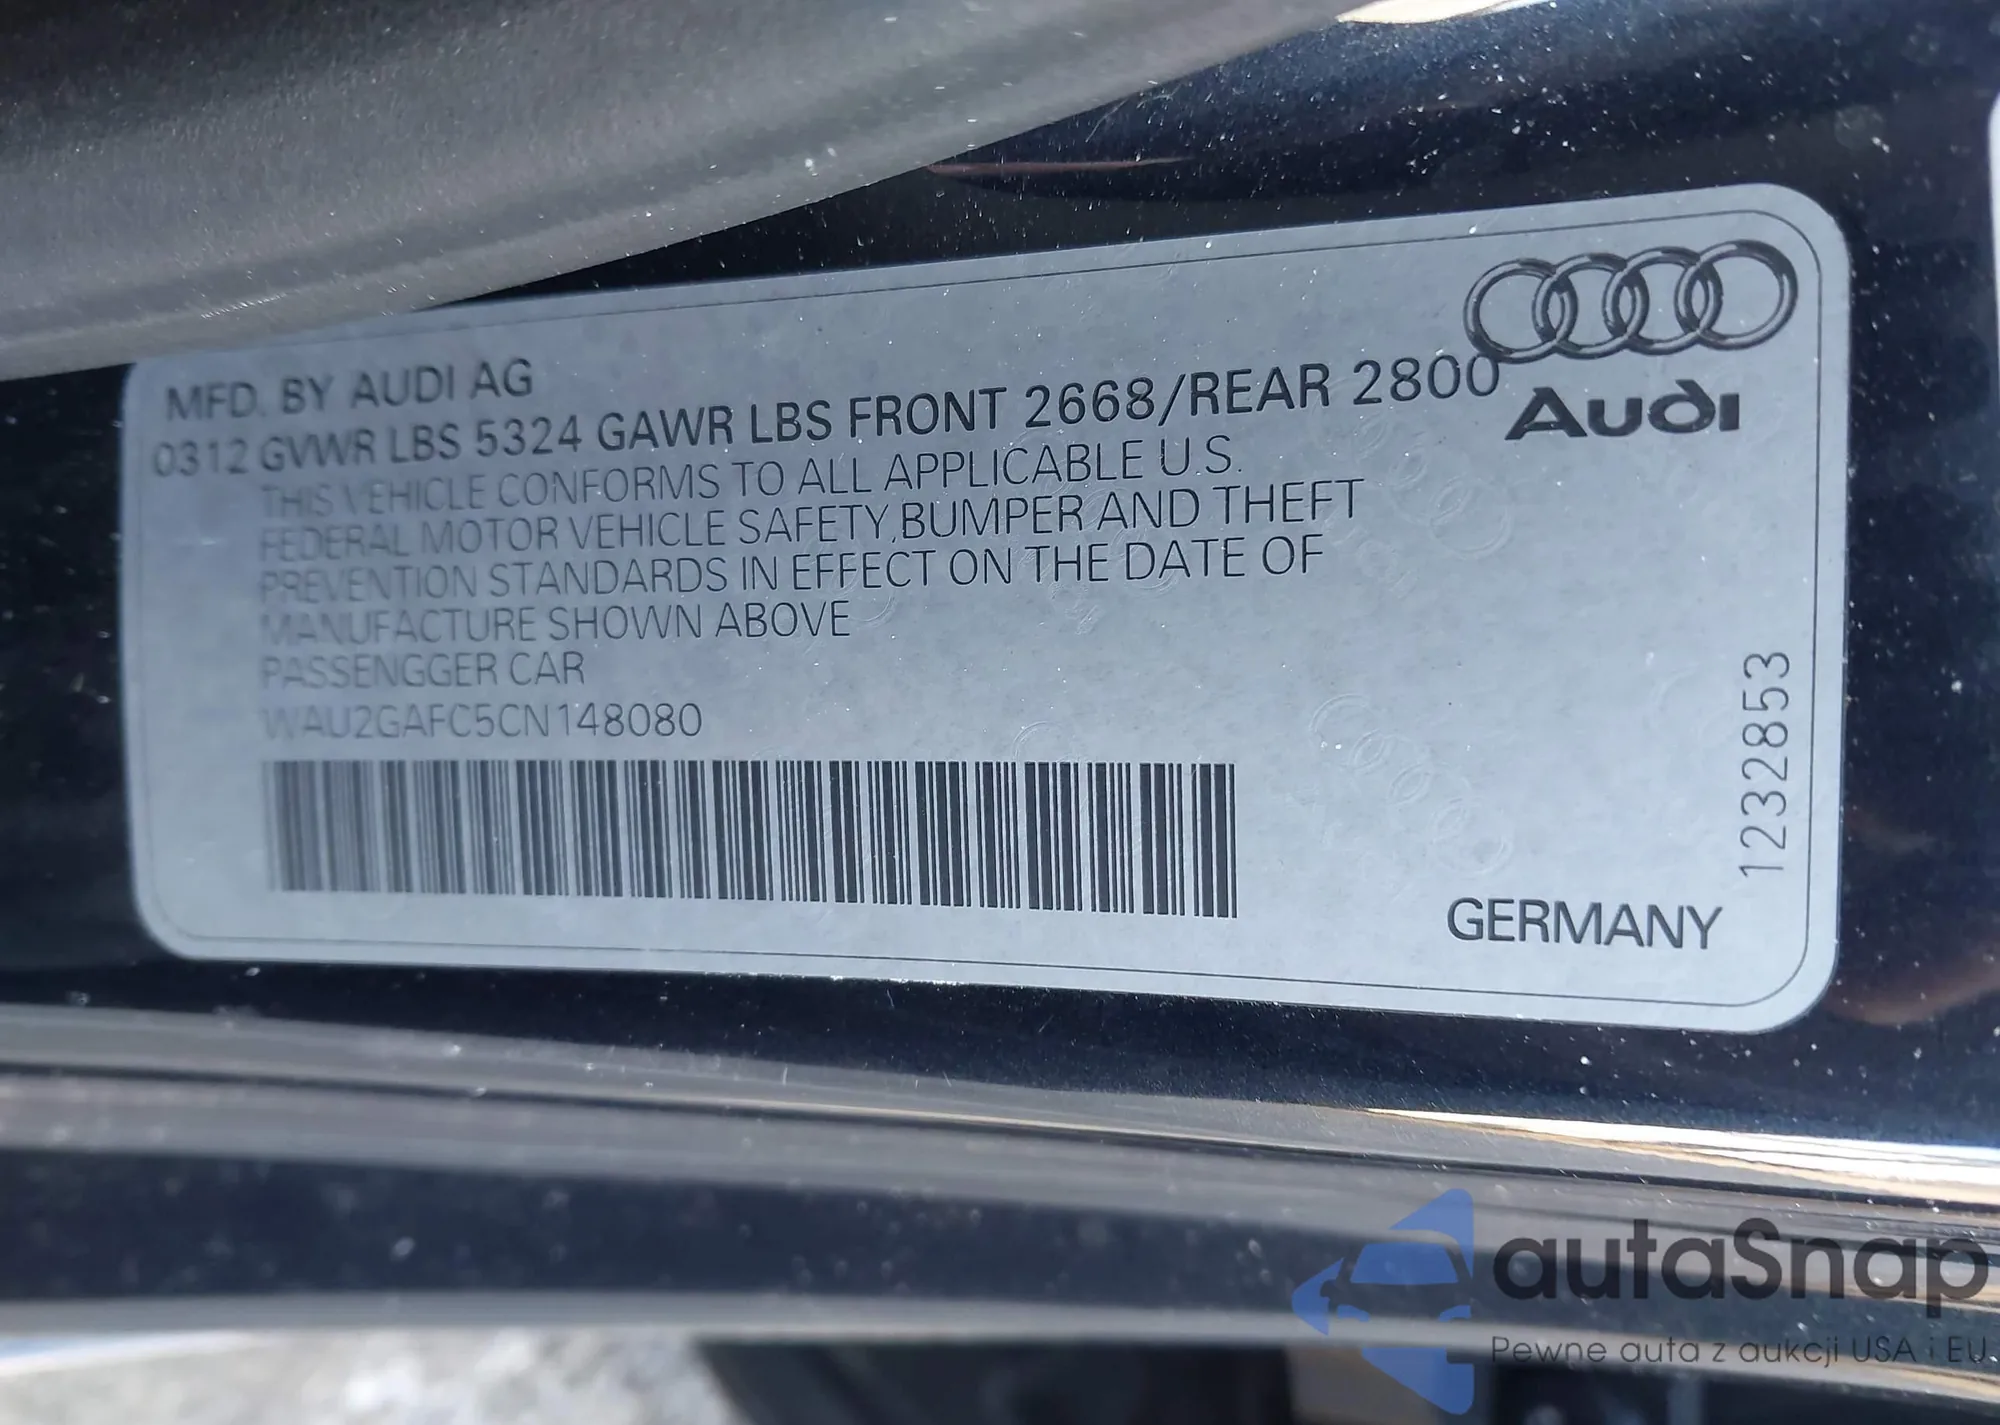 MFD. BY AUDI AG
0312 GVWR LBS 5324 GAWR LBS FRONT 2668/REAR 2800
THIS VEHICLE CONFORMS TO ALL APPLICABLE U.S.
FEDERAL MOTOR VEHICLE SAFETY,BUMPER AND THEFT
PREVENTION STANDARDS IN EFFECT ON THE DATE OF
MANUFACTURE SHOWN ABOVE
PASSENGGER CAR
WAU2GAFC5CN148080
Audi
1232853
GERMANY
autaSnap
Pewne auta z aukcji USA i EU